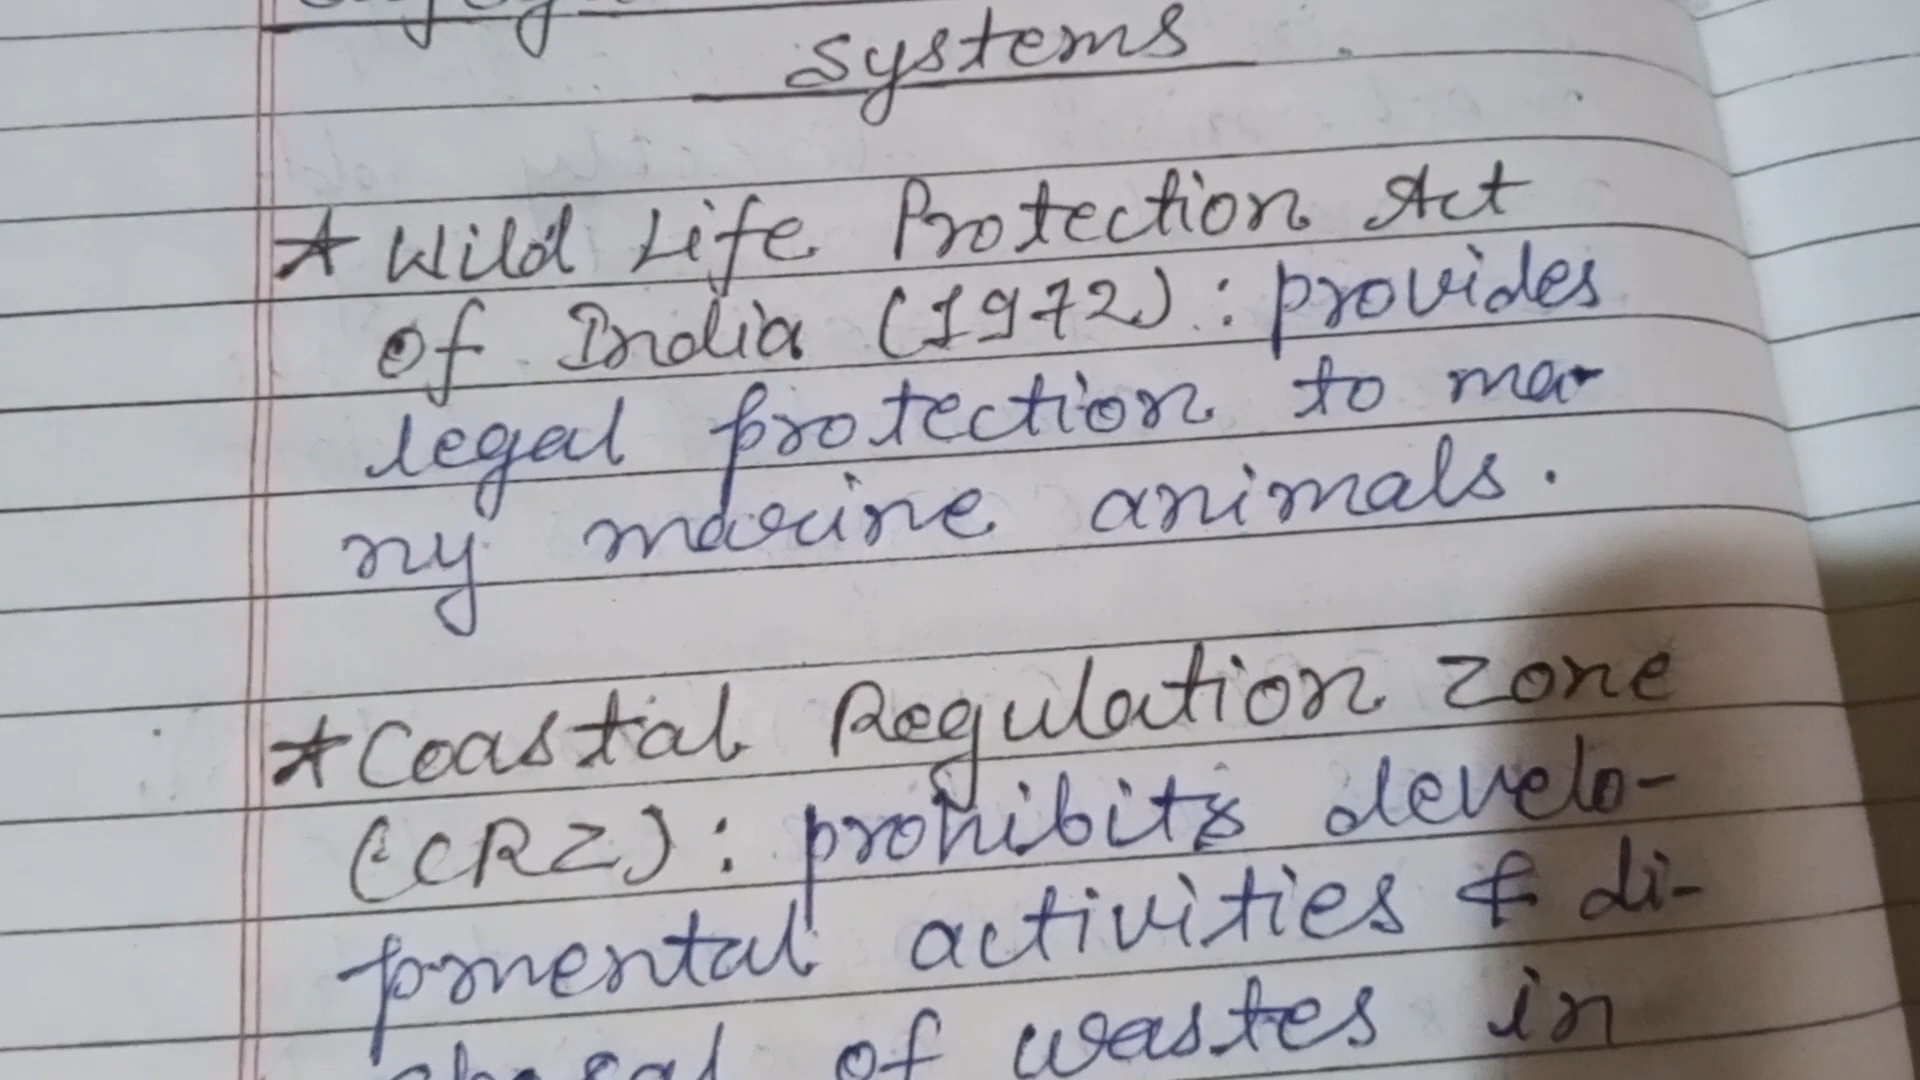 systems
★ Wild Life Protection Act
of India (1972) : provides
legal protection to ma-
ny marine animals.
★ Coastal Regulation zone
(CRZ) : prohibits develo-
pmental activities & di-
of wastes in